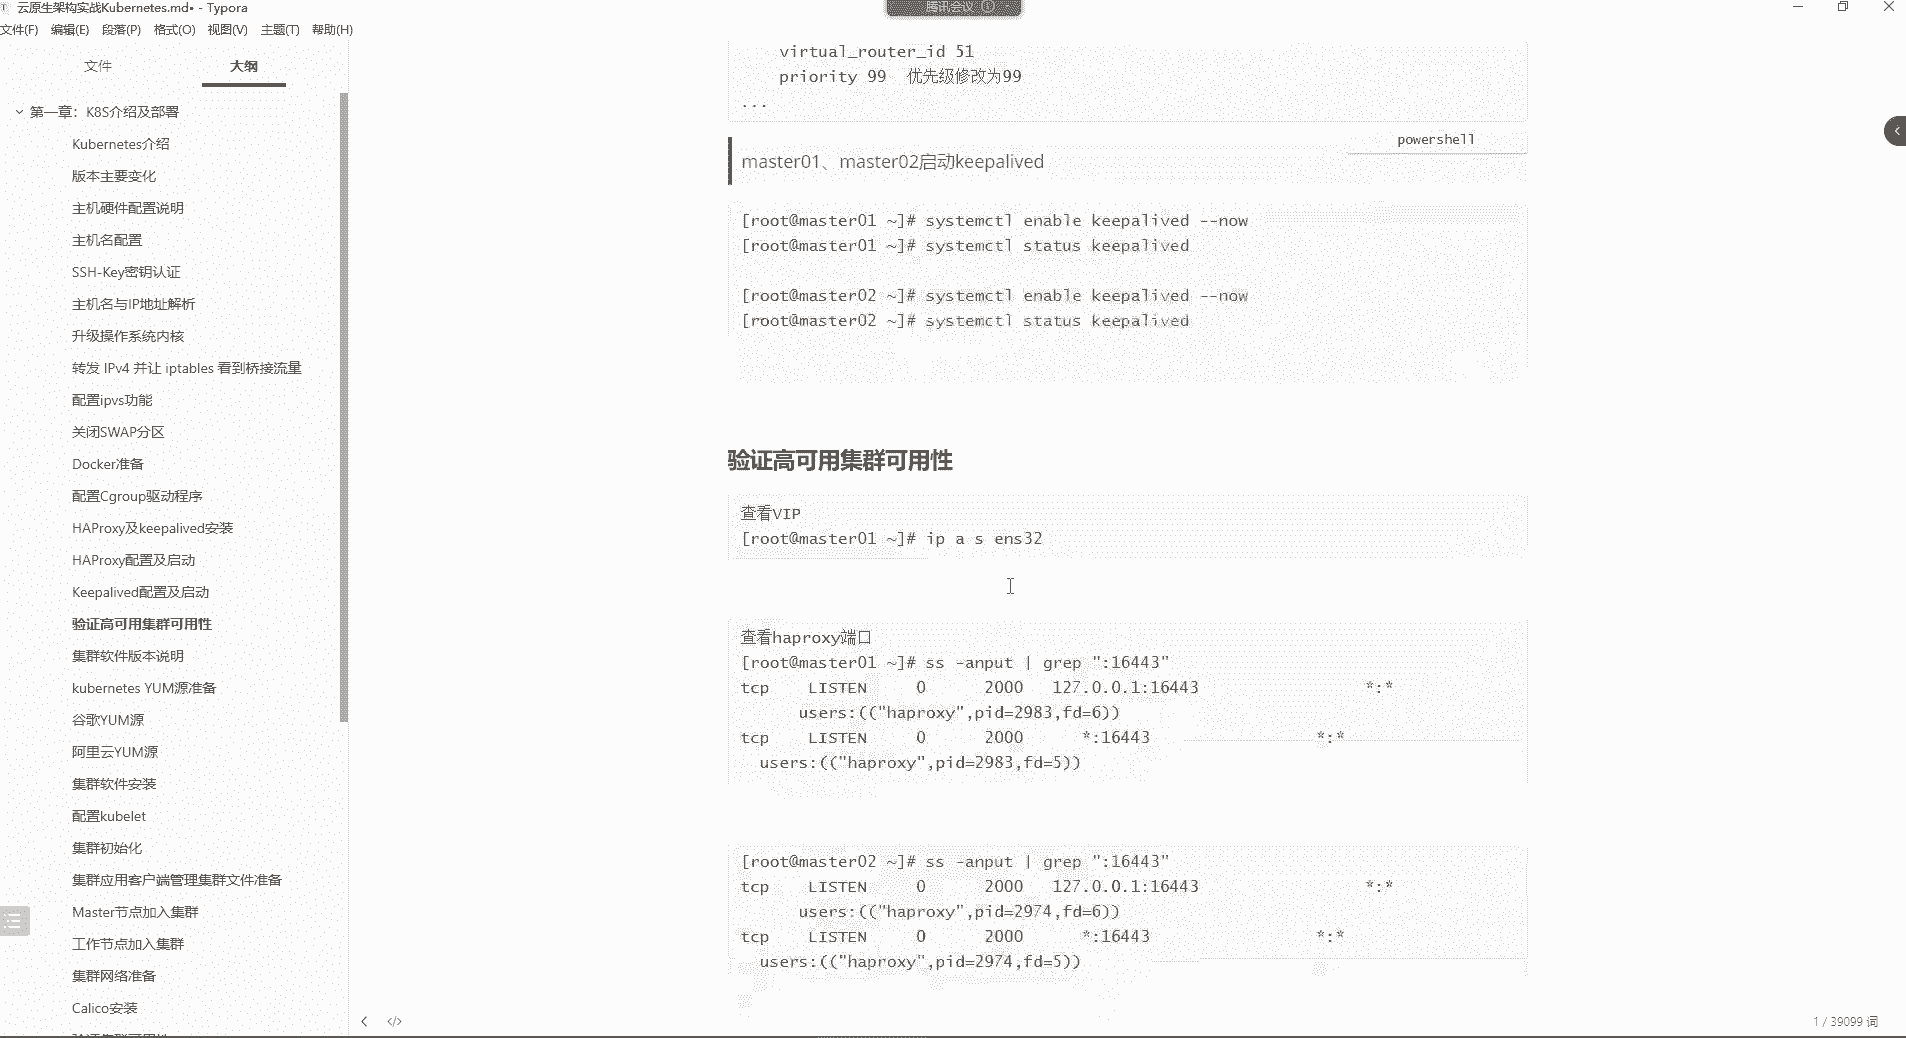 云原生架构实战Kubernetes.md• - Typora
腾讯会议
文件(F) 编辑(E) 段落(P) 格式(O) 视图(V) 主题(T) 帮助(H)
文件 大纲
第一章：K8S介绍及部署
Kubernetes介绍
版本主要变化
主机硬件配置说明
主机名配置
SSH-Key密钥认证
主机名与IP地址解析
升级操作系统内核
转发 IPv4 并让 iptables 看到桥接流量
配置ipvs功能
关闭SWAP分区
Docker准备
配置Cgroup驱动程序
HAProxy及keepalived安装
HAProxy配置及启动
Keepalived配置及启动
验证高可用集群可用性
集群软件版本说明
kubernetes YUM源准备
谷歌YUM源
阿里云YUM源
集群软件安装
配置kubelet
集群初始化
集群应用客户端管理集群文件准备
Master节点加入集群
工作节点加入集群
集群网络准备
Calico安装
virtual_router_id 51
priority 99 优先级修改为99
...
powershell
master01、master02启动keepalived
[root@master01 ~]# systemctl enable keepalived --now
[root@master01 ~]# systemctl status keepalived
[root@master02 ~]# systemctl enable keepalived --now
[root@master02 ~]# systemctl status keepalived
验证高可用集群可用性
查看VIP
[root@master01 ~]# ip a s ens32
查看haproxy端口
[root@master01 ~]# ss -anput | grep ":16443"
tcp LISTEN 0 2000 127.0.0.1:16443 *:*
users:(("haproxy",pid=2983,fd=6))
tcp LISTEN 0 2000 *:16443 *:*
users:(("haproxy",pid=2983,fd=5))
[root@master02 ~]# ss -anput | grep ":16443"
tcp LISTEN 0 2000 127.0.0.1:16443 *:*
users:(("haproxy",pid=2974,fd=6))
tcp LISTEN 0 2000 *:16443 *:*
users:(("haproxy",pid=2974,fd=5))
1 / 39099 词